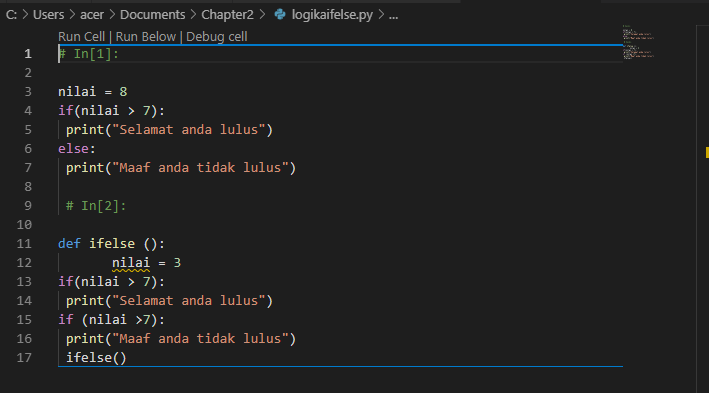 C: > Users > acer > Documents > Chapter2 > logikaifelse.py > ...
Run Cell | Run Below | Debug cell
1 # In[1]:
2
3 nilai = 8
4 if(nilai > 7):
5  print("Selamat anda lulus")
6 else:
7  print("Maaf anda tidak lulus")
8
9  # In[2]:
10
11 def ifelse ():
12        nilai = 3
13 if(nilai > 7):
14  print("Selamat anda lulus")
15 if (nilai >7):
16  print("Maaf anda tidak lulus")
17  ifelse()